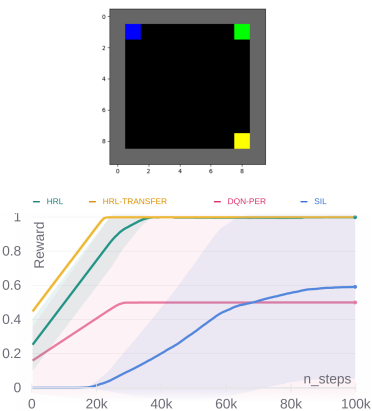 0
2
4
6
8
0 2 4 6 8
HRL HRL-TRANSFER DQN-PER SIL
1
Reward
0.8
0.6
0.4
0.2
n_steps
0
0 20k 40k 60k 80k 100k